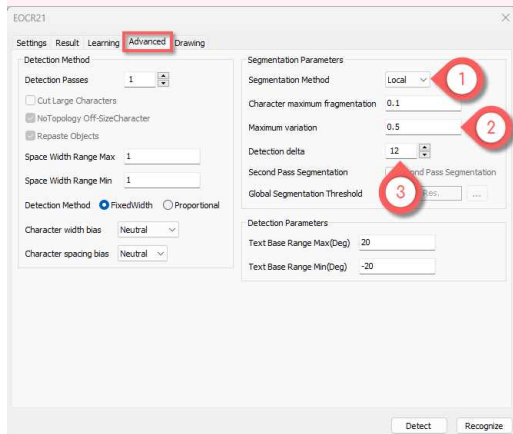 EOCR21
Settings Result Learning Advanced Drawing
Detection Method
Detection Passes 1
Cut Large Characters
NoTopology Off-SizeCharacter
Repaste Objects
Space Width Range Max 1
Space Width Range Min 1
Detection Method FixedWidth Proportional
Character width bias Neutral
Character spacing bias Neutral
Segmentation Parameters
Segmentation Method Local 1
Character maximum fragmentation 0.1
Maximum variation 0.5 2
Detection delta 12
Second Pass Segmentation Pass Segmentation
3
Global Segmentation Threshold Res. ...
Detection Parameters
Text Base Range Max(Deg) 20
Text Base Range Min(Deg) -20
Detect Recognize